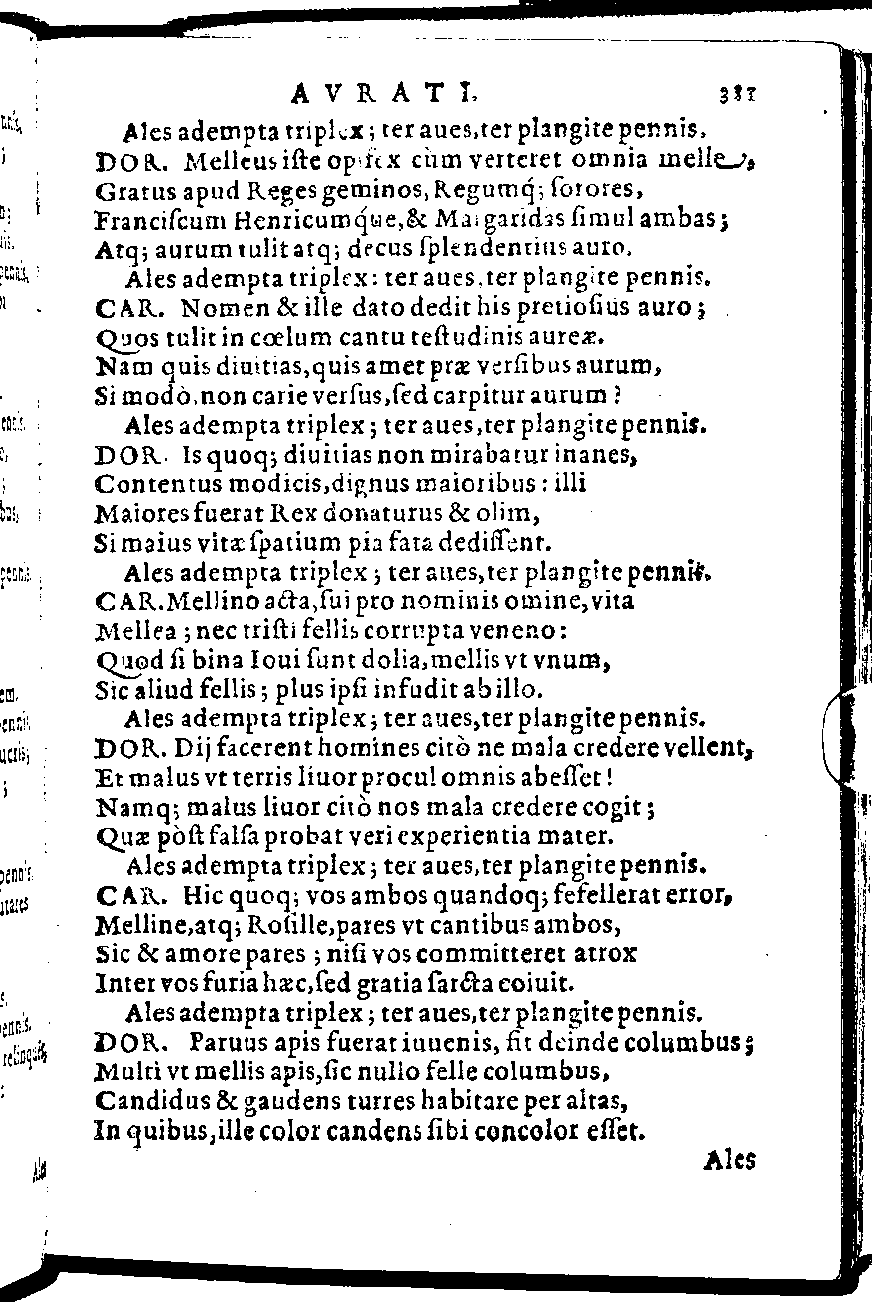 AVRATI. 381
Ales adempta triplex; ter aues, ter plangite pennis.
DOR. Melleus iſte opifex cùm verteret omnia melle,
Gratus apud Reges geminos, Regumq́; ſorores,
Franciſcum Henricumq́ue, & Margaridas ſimul ambas;
Atq; aurum tulit atq; decus ſplendentius auro.
Ales adempta triplex: ter aues, ter plangite pennis.
CAR. Nomen & ille dato dedit his pretioſius auro;
Quos tulit in cœlum cantu teſtudinis aureæ.
Nam quis diuitias, quis amet præ verſibus aurum,
Si modò, non carie verſus, ſed carpitur aurum?
Ales adempta triplex; ter aues, ter plangite pennis.
DOR. Is quoq; diuitias non mirabatur inanes,
Contentus modicis, dignus maioribus: illi
Maiores fuerat Rex donaturus & olim,
Si maius vitæ ſpatium pia fata dediſſent.
Ales adempta triplex; ter aues, ter plangite pennis.
CAR. Mellino acta, ſui pro nominis omine, vita
Mellea; nec triſti fellis corrupta veneno:
Quod ſi bina Ioui ſunt dolia, mellis vt vnum,
Sic aliud fellis; plus ipſi infudit ab illo.
Ales adempta triplex; ter aues, ter plangite pennis.
DOR. Dij facerent homines citò ne mala credere vellent,
Et malus vt terris liuor procul omnis abeſſet!
Namq; malus liuor citò nos mala credere cogit;
Quæ pòſt falſa probat veri experientia mater.
Ales adempta triplex; ter aues, ter plangite pennis.
CAR. Hic quoq; vos ambos quandoq; fefellerat error,
Melline, atq; Roſille, pares vt cantibus ambos,
Sic & amore pares; niſi vos committeret atrox
Inter vos furia hæc, ſed gratia ſarcta coiuit.
Ales adempta triplex; ter aues, ter plangite pennis.
DOR. Paruus apis fuerat iuuenis, fit deinde columbus;
Multi vt mellis apis, ſic nullo felle columbus,
Candidus & gaudens turres habitare per altas,
In quibus, ille color candens ſibi concolor eſſet.
Ales